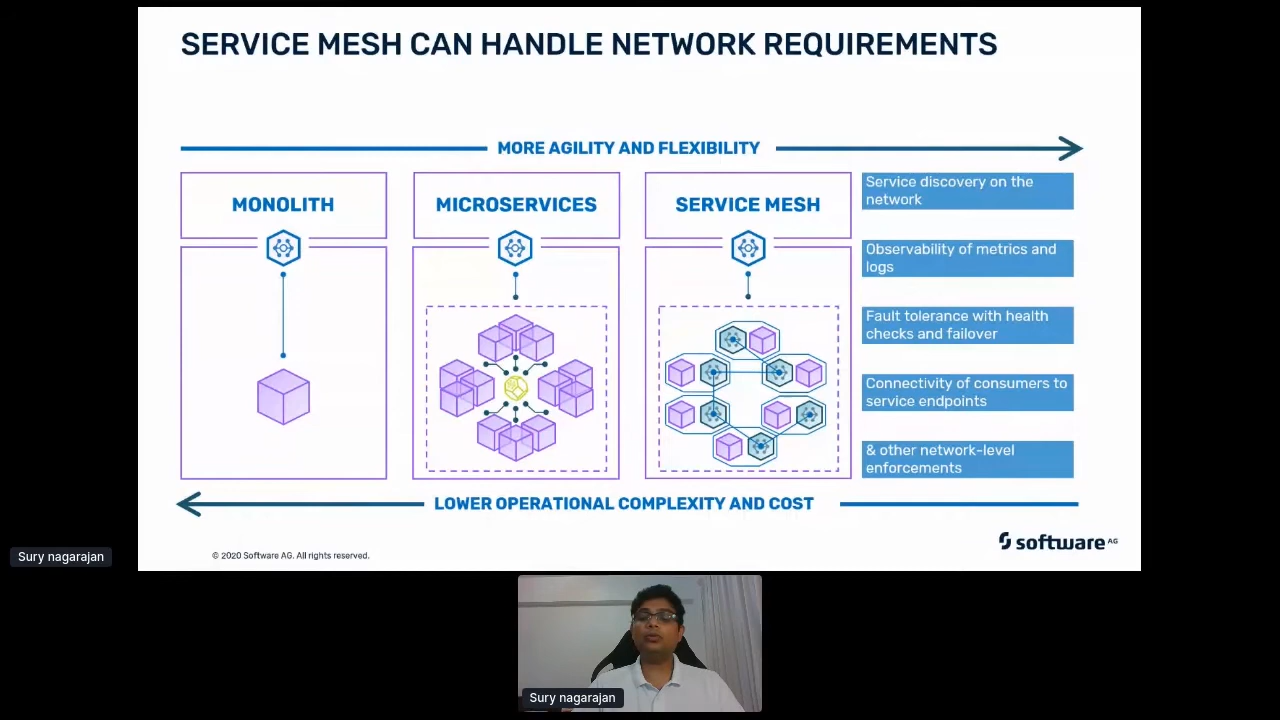 SERVICE MESH CAN HANDLE NETWORK REQUIREMENTS
MORE AGILITY AND FLEXIBILITY
MONOLITH
MICROSERVICES
SERVICE MESH
Service discovery on the
network
Observability of metrics and
logs
Fault tolerance with health
checks and failover
Connectivity of consumers to
service endpoints
& other network-level
enforcements
LOWER OPERATIONAL COMPLEXITY AND COST
© 2020 Software AG. All rights reserved.
software AG
Sury nagarajan
Sury nagarajan